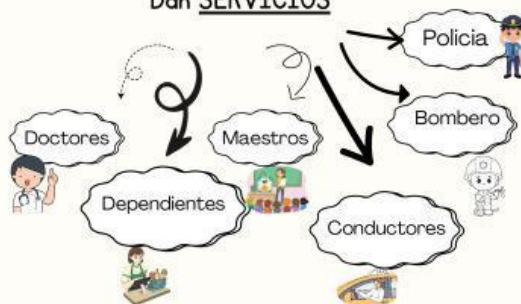 Dan SERVICIOS
Policia
Bombero
Doctores
Maestros
Dependientes
Conductores